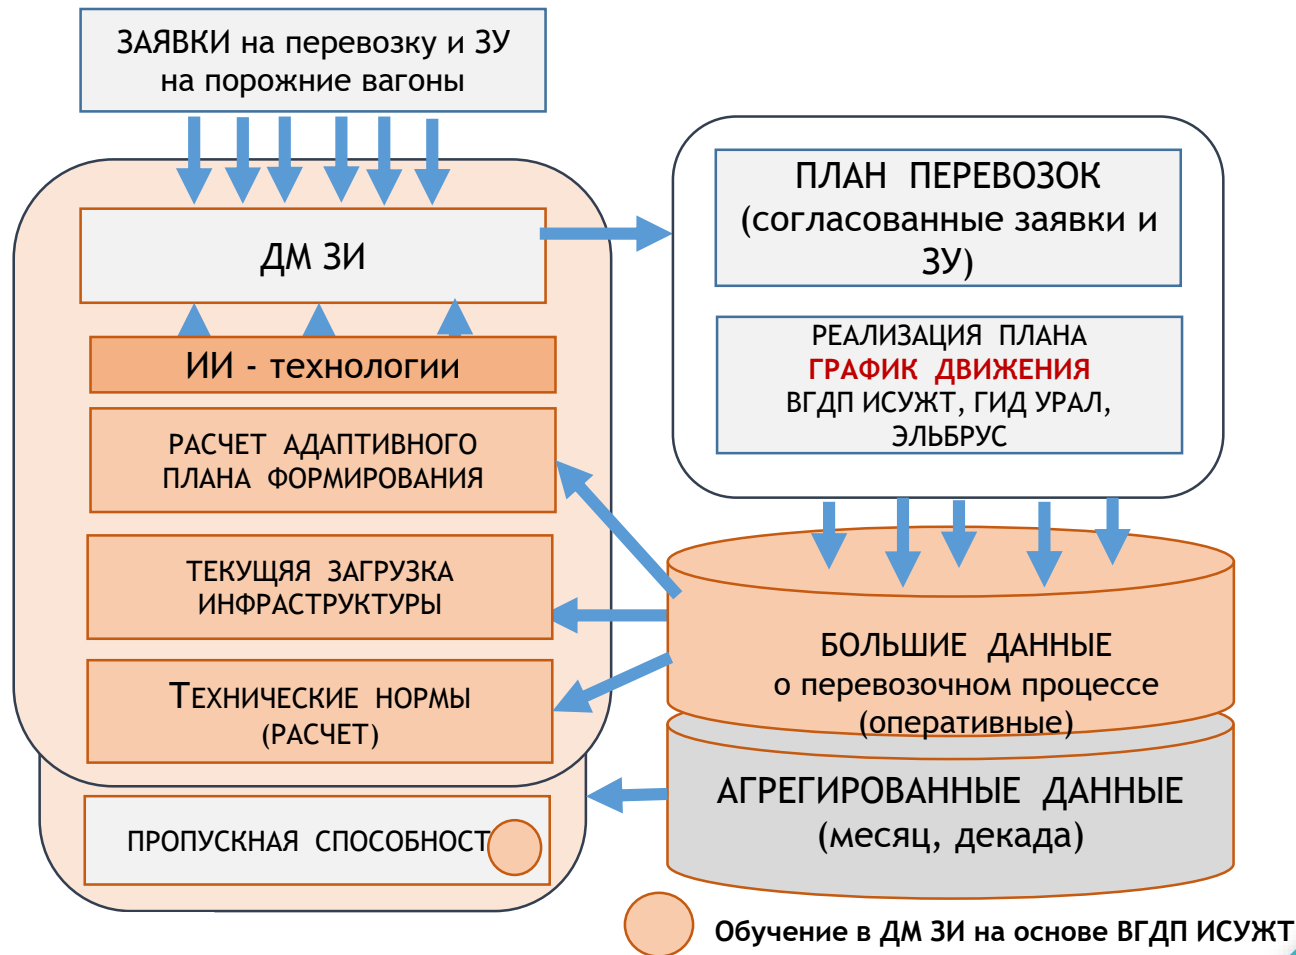 ЗАЯВКИ на перевозку и ЗУ
на порожние вагоны
ДМ ЗИ
ИИ - технологии
РАСЧЕТ АДАПТИВНОГО
ПЛАНА ФОРМИРОВАНИЯ
ТЕКУЩЯЯ ЗАГРУЗКА
ИНФРАСТРУКТУРЫ
ТЕХНИЧЕСКИЕ НОРМЫ
(РАСЧЕТ)
ПРОПУСКНАЯ СПОСОБНОСТ
ПЛАН ПЕРЕВОЗОК
(согласованные заявки и
ЗУ)
РЕАЛИЗАЦИЯ ПЛАНА
ГРАФИК ДВИЖЕНИЯ
ВГДП ИСУЖТ, ГИД УРАЛ,
ЭЛЬБРУС
БОЛЬШИЕ ДАННЫЕ
о перевозочном процессе
(оперативные)
АГРЕГИРОВАННЫЕ ДАННЫЕ
(месяц, декада)
Обучение в ДМ ЗИ на основе ВГДП ИСУЖТ